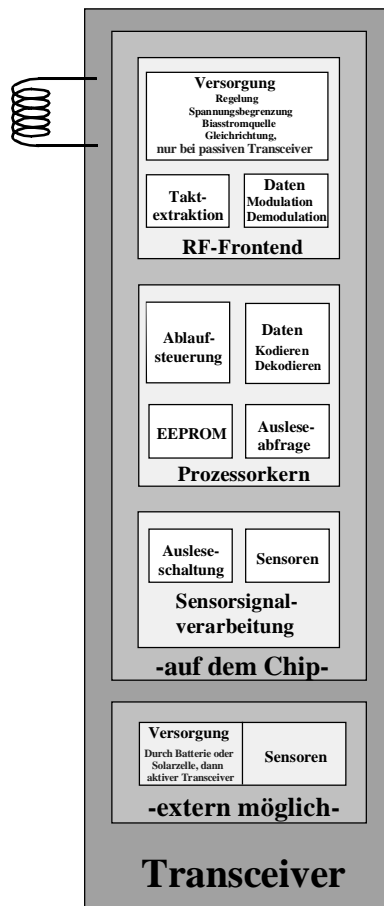 Versorgung
Regelung
Spannungsbegrenzung
Biasstromquelle
Gleichrichtung,
nur bei passiven Transceiver
Takt-
extraktion
Daten
Modulation
Demodulation
RF-Frontend
Ablauf-
steuerung
Daten
Kodieren
Dekodieren
EEPROM
Auslese-
abfrage
Prozessorkern
Auslese-
schaltung
Sensoren
Sensorsignal-
verarbeitung
-auf dem Chip-
Versorgung
Durch Batterie oder
Solarzelle, dann
aktiver Transceiver
Sensoren
-extern möglich-
Transceiver